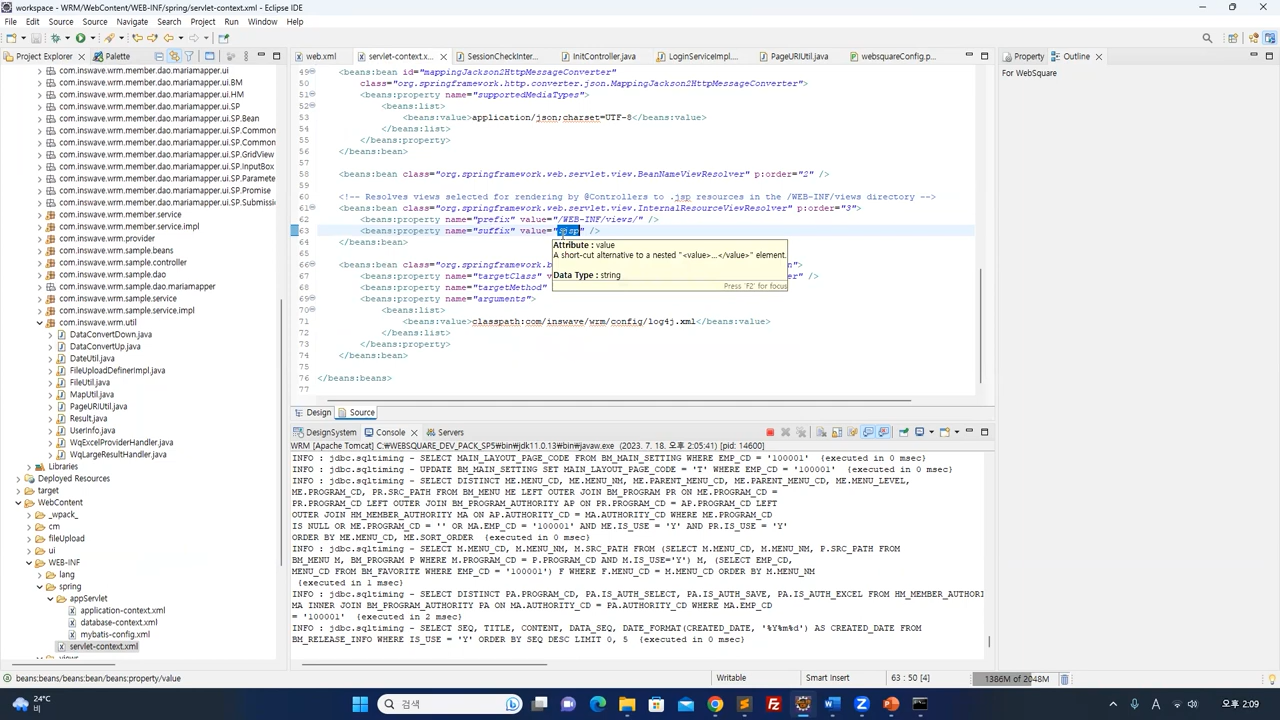 workspace - WRM/WebContent/WEB-INF/spring/servlet-context.xml - Eclipse IDE
File Edit Source Source Navigate Search Project Run Window Help
Project Explorer Palette
web.xml servlet-context.x... SessionCheckInter... InitController.java LoginServiceImpl.... PageURIUtil.java websquareConfig.p...
Property Outline
For WebSquare
com.inswave.wrm.member.dao.mariamapper.ui
com.inswave.wrm.member.dao.mariamapper.ui.BM
com.inswave.wrm.member.dao.mariamapper.ui.HM
com.inswave.wrm.member.dao.mariamapper.ui.SP
com.inswave.wrm.member.dao.mariamapper.ui.SP.Bean
com.inswave.wrm.member.dao.mariamapper.ui.SP.Common
com.inswave.wrm.member.dao.mariamapper.ui.SP.Commo
com.inswave.wrm.member.dao.mariamapper.ui.SP.GridView
com.inswave.wrm.member.dao.mariamapper.ui.SP.InputBox
com.inswave.wrm.member.dao.mariamapper.ui.SP.Paramete
com.inswave.wrm.member.dao.mariamapper.ui.SP.Promise
com.inswave.wrm.member.dao.mariamapper.ui.SP.Submissi
com.inswave.wrm.member.service
com.inswave.wrm.member.service.impl
com.inswave.wrm.provider
com.inswave.wrm.sample.beans
com.inswave.wrm.sample.controller
com.inswave.wrm.sample.dao
com.inswave.wrm.sample.dao.mariamapper
com.inswave.wrm.sample.service
com.inswave.wrm.sample.service.impl
com.inswave.wrm.util
DataConvertDown.java
DataConvertUp.java
DateUtil.java
FileUploadDefinerImpl.java
FileUtil.java
MapUtil.java
PageURIUtil.java
Result.java
UserInfo.java
WqExcelProviderHandler.java
WqLargeResultHandler.java
Libraries
Deployed Resources
target
WebContent
_wpack_
cm
fileUpload
ui
WEB-INF
lang
spring
appServlet
application-context.xml
database-context.xml
mybatis-config.xml
servlet-context.xml
views
49 <beans:bean id="mappingJackson2HttpMessageConverter"
50 class="org.springframework.http.converter.json.MappingJackson2HttpMessageConverter">
51 <beans:property name="supportedMediaTypes">
52 <beans:list>
53 <beans:value>application/json;charset=UTF-8</beans:value>
54 </beans:list>
55 </beans:property>
56 </beans:bean>
57
58 <beans:bean class="org.springframework.web.servlet.view.BeanNameViewResolver" p:order="2" />
59
60 <!-- Resolves views selected for rendering by @Controllers to .jsp resources in the /WEB-INF/views directory -->
61 <beans:bean class="org.springframework.web.servlet.view.InternalResourceViewResolver" p:order="3">
62 <beans:property name="prefix" value="/WEB-INF/views/" />
63 <beans:property name="suffix" value=".jsp" />
64 </beans:bean>
65
66 <beans:bean class="org.springframework.b
67 <beans:property name="targetClass" v er" />
68 <beans:property name="targetMethod"
69 <beans:property name="arguments">
70 <beans:list>
71 <beans:value>classpath:com/inswave/wrm/config/log4j.xml</beans:value>
72 </beans:list>
73 </beans:property>
74 </beans:bean>
75
76 </beans:beans>
77
Attribute : value
A short-cut alternative to a nested "<value>...</value>" element.
Data Type : string
Press 'F2' for focus
Design Source
DesignSystem Console Servers
WRM [Apache Tomcat] C:₩WEBSQUARE_DEV_PACK_SP5₩bin₩jdk11.0.13₩bin₩javaw.exe (2023. 7. 18. 오후 2:05:41) [pid: 14600]
INFO : jdbc.sqltiming - SELECT MAIN_LAYOUT_PAGE_CODE FROM BM_MAIN_SETTING WHERE EMP_CD = '100001' {executed in 0 msec}
INFO : jdbc.sqltiming - UPDATE BM_MAIN_SETTING SET MAIN_LAYOUT_PAGE_CODE = 'T' WHERE EMP_CD = '100001' {executed in 0 msec}
INFO : jdbc.sqltiming - SELECT DISTINCT ME.MENU_CD, ME.MENU_NM, ME.PARENT_MENU_CD, ME.PARENT_MENU_CD, ME.MENU_LEVEL,
ME.PROGRAM_CD, PR.SRC_PATH FROM BM_MENU ME LEFT OUTER JOIN BM_PROGRAM PR ON ME.PROGRAM_CD =
PR.PROGRAM_CD LEFT OUTER JOIN BM_PROGRAM_AUTHORITY AP ON PR.PROGRAM_CD = AP.PROGRAM_CD LEFT
OUTER JOIN HM_MEMBER_AUTHORITY MA ON AP.AUTHORITY_CD = MA.AUTHORITY_CD WHERE ME.PROGRAM_CD
IS NULL OR ME.PROGRAM_CD = '' OR MA.EMP_CD = '100001' AND ME.IS_USE = 'Y' AND PR.IS_USE = 'Y'
ORDER BY ME.MENU_CD, ME.SORT_ORDER {executed in 0 msec}
INFO : jdbc.sqltiming - SELECT M.MENU_CD, M.MENU_NM, M.SRC_PATH FROM (SELECT M.MENU_CD, M.MENU_NM, P.SRC_PATH FROM
BM_MENU M, BM_PROGRAM P WHERE M.PROGRAM_CD = P.PROGRAM_CD AND M.IS_USE='Y') M, (SELECT EMP_CD,
MENU_CD FROM BM_FAVORITE WHERE EMP_CD = '100001') F WHERE F.MENU_CD = M.MENU_CD ORDER BY M.MENU_NM
{executed in 1 msec}
INFO : jdbc.sqltiming - SELECT DISTINCT PA.PROGRAM_CD, PA.IS_AUTH_SELECT, PA.IS_AUTH_SAVE, PA.IS_AUTH_EXCEL FROM HM_MEMBER_AUTHORI
MA INNER JOIN BM_PROGRAM_AUTHORITY PA ON MA.AUTHORITY_CD = PA.AUTHORITY_CD WHERE MA.EMP_CD
= '100001' {executed in 2 msec}
INFO : jdbc.sqltiming - SELECT SEQ, TITLE, CONTENT, DATA_SEQ, DATE_FORMAT(CREATED_DATE, '%Y%m%d') AS CREATED_DATE FROM
BM_RELEASE_INFO WHERE IS_USE = 'Y' ORDER BY SEQ DESC LIMIT 0, 5 {executed in 0 msec}
beans:beans/beans:bean/beans:property/value Writable Smart Insert 63 : 50 [4] 1386M of 2048M
24°C
비
검색
A
오후 2:09